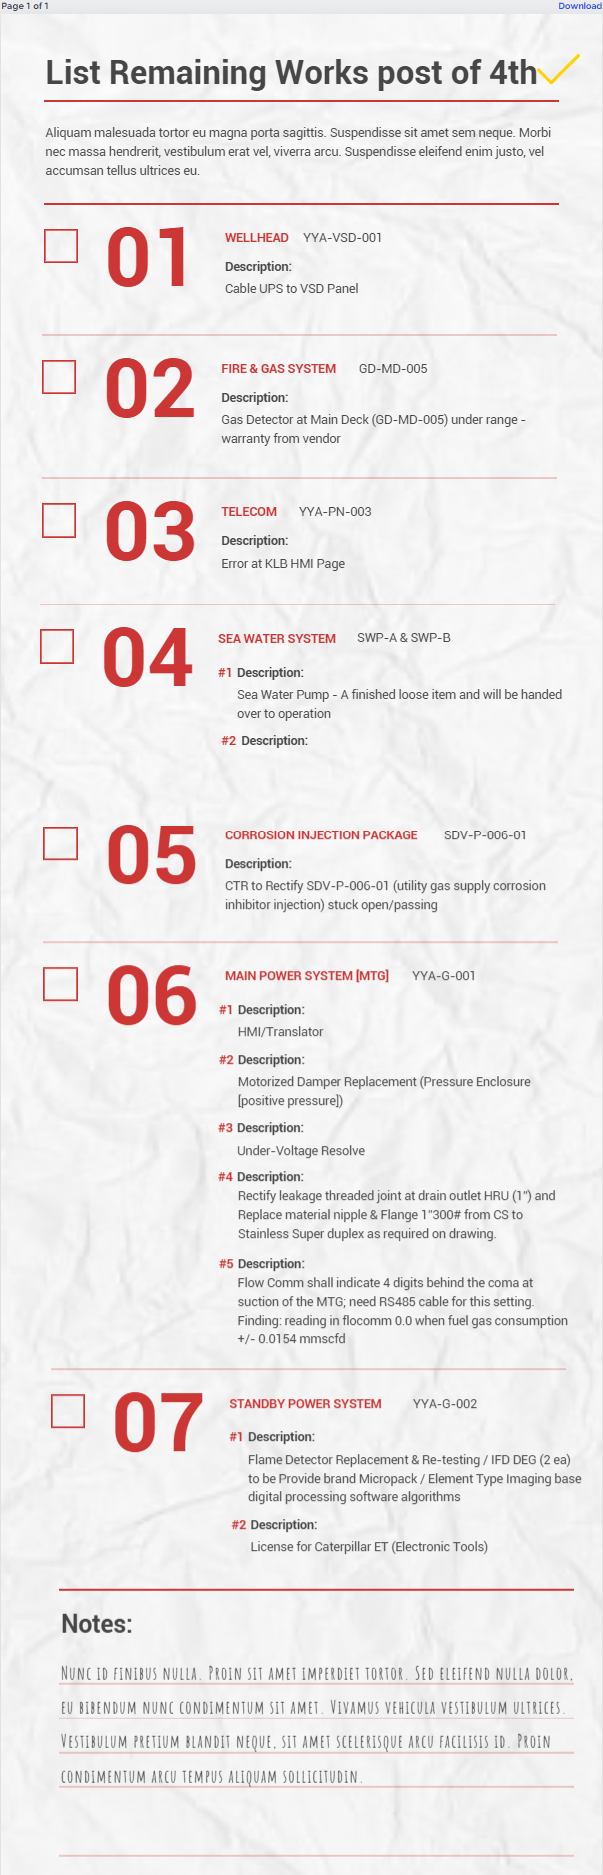 Page 1 of 1
Download
List Remaining Works post of 4th
Aliquam malesuada tortor eu magna porta sagittis. Suspendisse sit amet sem neque. Morbi
nec massa hendrerit, vestibulum erat vel, viverra arcu. Suspendisse eleifend enim justo, vel
accumsan tellus ultrices eu.
01
WELLHEAD YYA-VSD-001
Description:
Cable UPS to VSD Panel
02
FIRE & GAS SYSTEM GD-MD-005
Description:
Gas Detector at Main Deck (GD-MD-005) under range -
warranty from vendor
03
TELECOM YYA-PN-003
Description:
Error at KLB HMI Page
04
SEA WATER SYSTEM SWP-A & SWP-B
#1 Description:
Sea Water Pump - A finished loose item and will be handed
over to operation
#2 Description:
05
CORROSION INJECTION PACKAGE SDV-P-006-01
Description:
CTR to Rectify SDV-P-006-01 (utility gas supply corrosion
inhibitor injection) stuck open/passing
06
MAIN POWER SYSTEM [MTG] YYA-G-001
#1 Description:
HMI/Translator
#2 Description:
Motorized Damper Replacement (Pressure Enclosure
[positive pressure])
#3 Description:
Under-Voltage Resolve
#4 Description:
Rectify leakage threaded joint at drain outlet HRU (1") and
Replace material nipple & Flange 1"300# from CS to
Stainless Super duplex as required on drawing.
#5 Description:
Flow Comm shall indicate 4 digits behind the coma at
suction of the MTG; need RS485 cable for this setting.
Finding: reading in flocomm 0.0 when fuel gas consumption
+/- 0.0154 mmscfd
07
STANDBY POWER SYSTEM YYA-G-002
#1 Description:
Flame Detector Replacement & Re-testing / IFD DEG (2 ea)
to be Provide brand Micropack / Element Type Imaging base
digital processing software algorithms
#2 Description:
License for Caterpillar ET (Electronic Tools)
Notes:
Nunc id finibus nulla. Proin sit amet imperdiet tortor. Sed eleifend nulla dolor,
eu bibendum nunc condimentum sit amet. Vivamus vehicula vestibulum ultrices.
Vestibulum pretium blandit neque, sit amet scelerisque arcu facilisis id. Proin
condimentum arcu tempus aliquam sollicitudin.